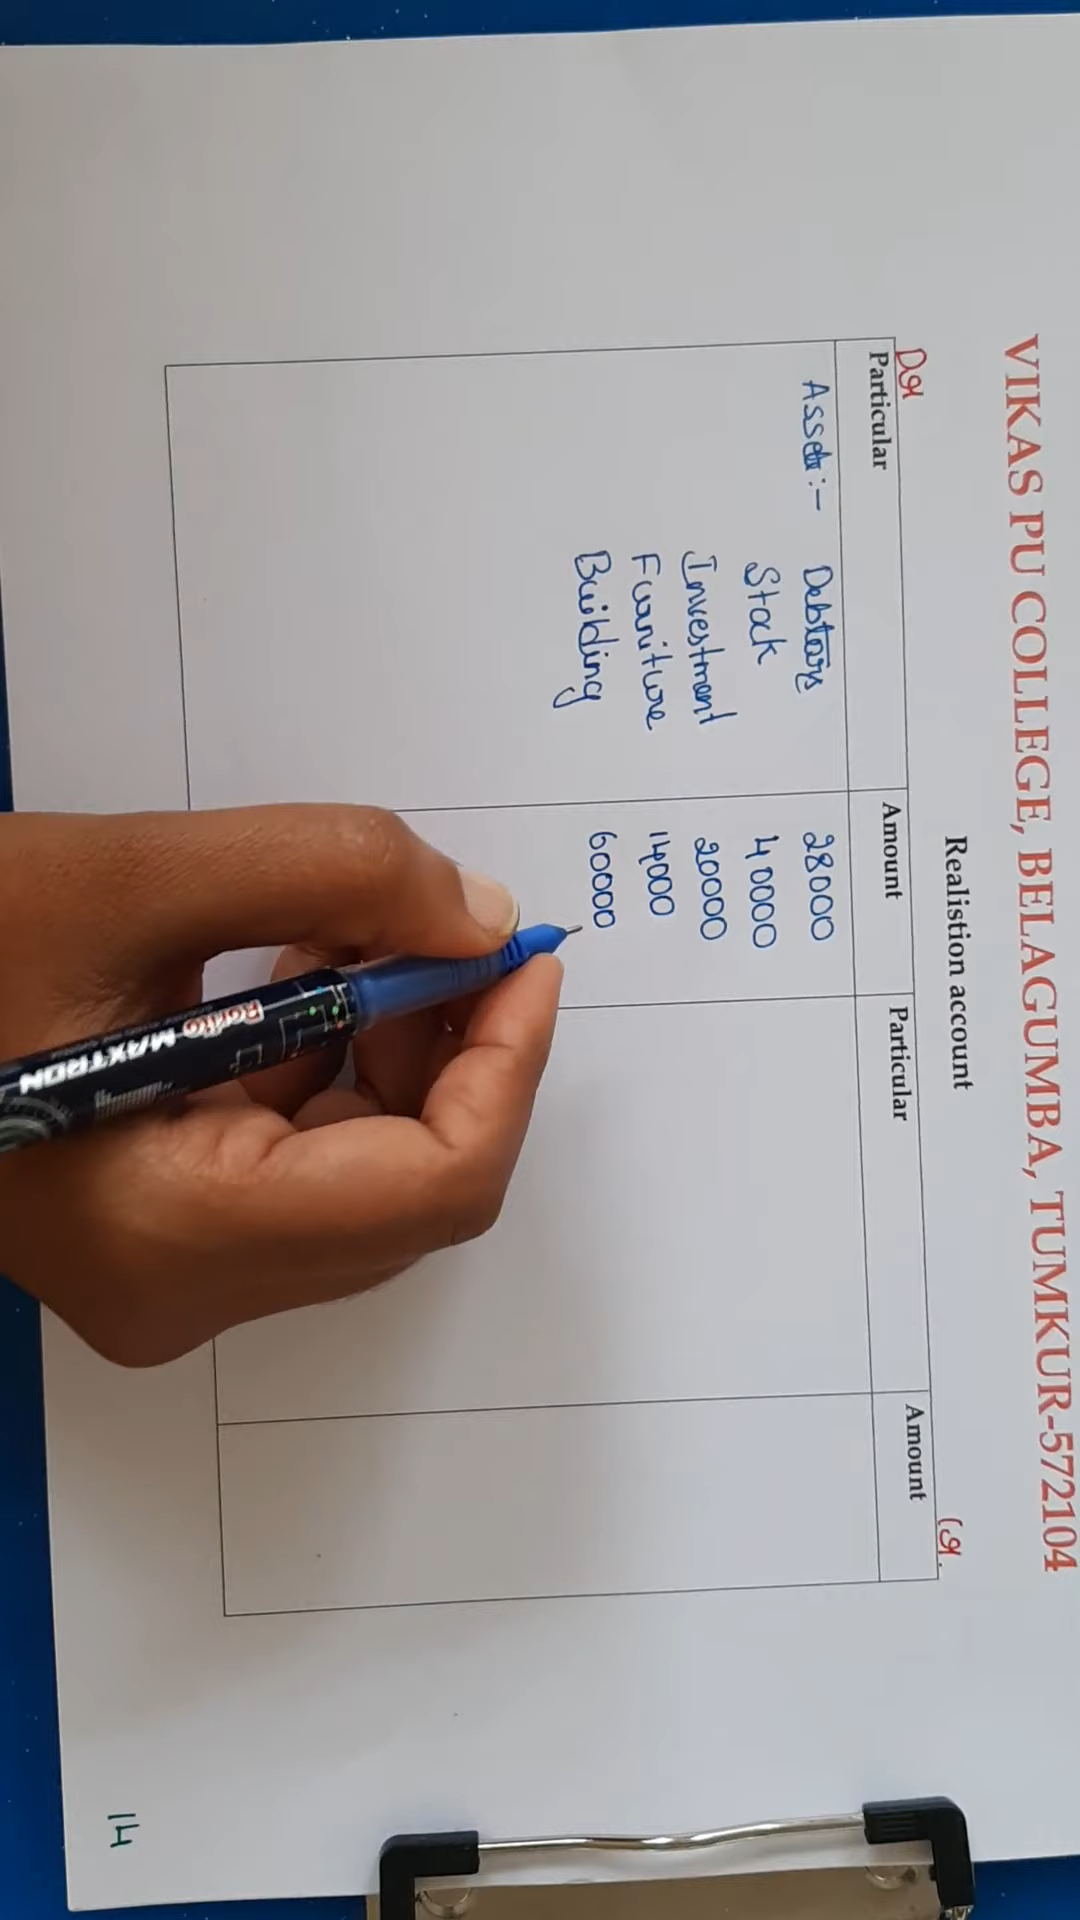 VIKAS PU COLLEGE, BELAGUMBA, TUMKUR-572104
Realistion account
Dr Cr.
Particular Amount Particular Amount
Assets:- Debtors 28000
Stock 40000
Investment 20000
Furniture 14000
Building 60000
Rorito MAXTRON
14